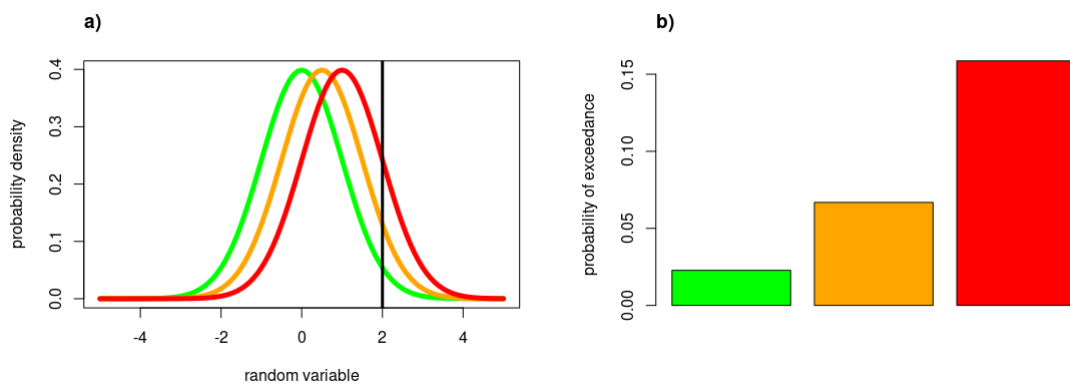 a)
probability density
0.0 0.1 0.2 0.3 0.4
-4 -2 0 2 4
random variable
b)
probability of exceedance
0.00 0.05 0.10 0.15